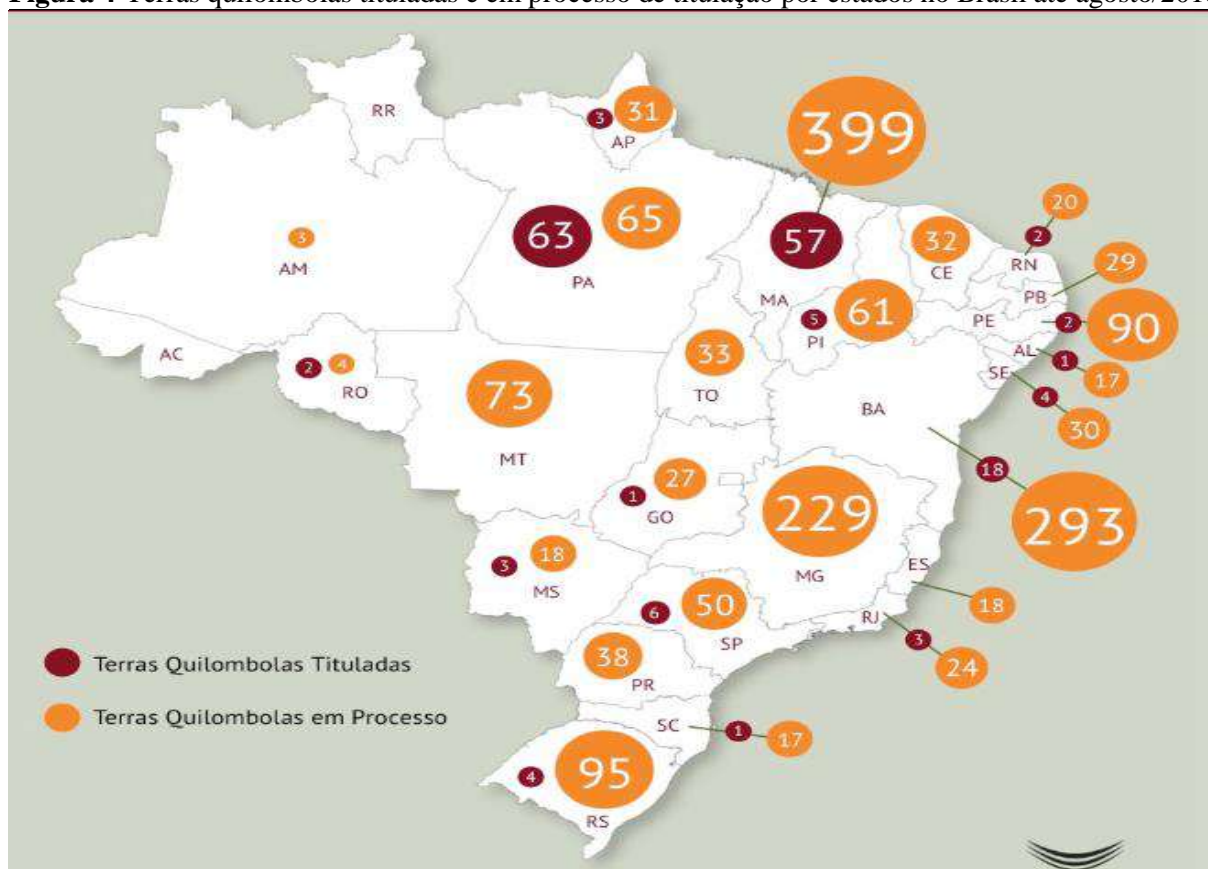 Terras quilombolas tituladas e em processo de titulação por estados no Brasil até
RR
3 31
AP
399
63 65
PA
57
MA
32
CE
20
2
RN
3
AM
29
PB
5 61
PI
PE 2 90
33
TO
AL 1 17
AC
2 4
RO
SE 4 30
73
MT
BA
18 293
1 27
GO
229
MG
3 18
MS
ES
18
6 50
SP
RJ
3
24
38
PR
Terras Quilombolas Tituladas
Terras Quilombolas em Processo
SC 1 17
4 95
RS